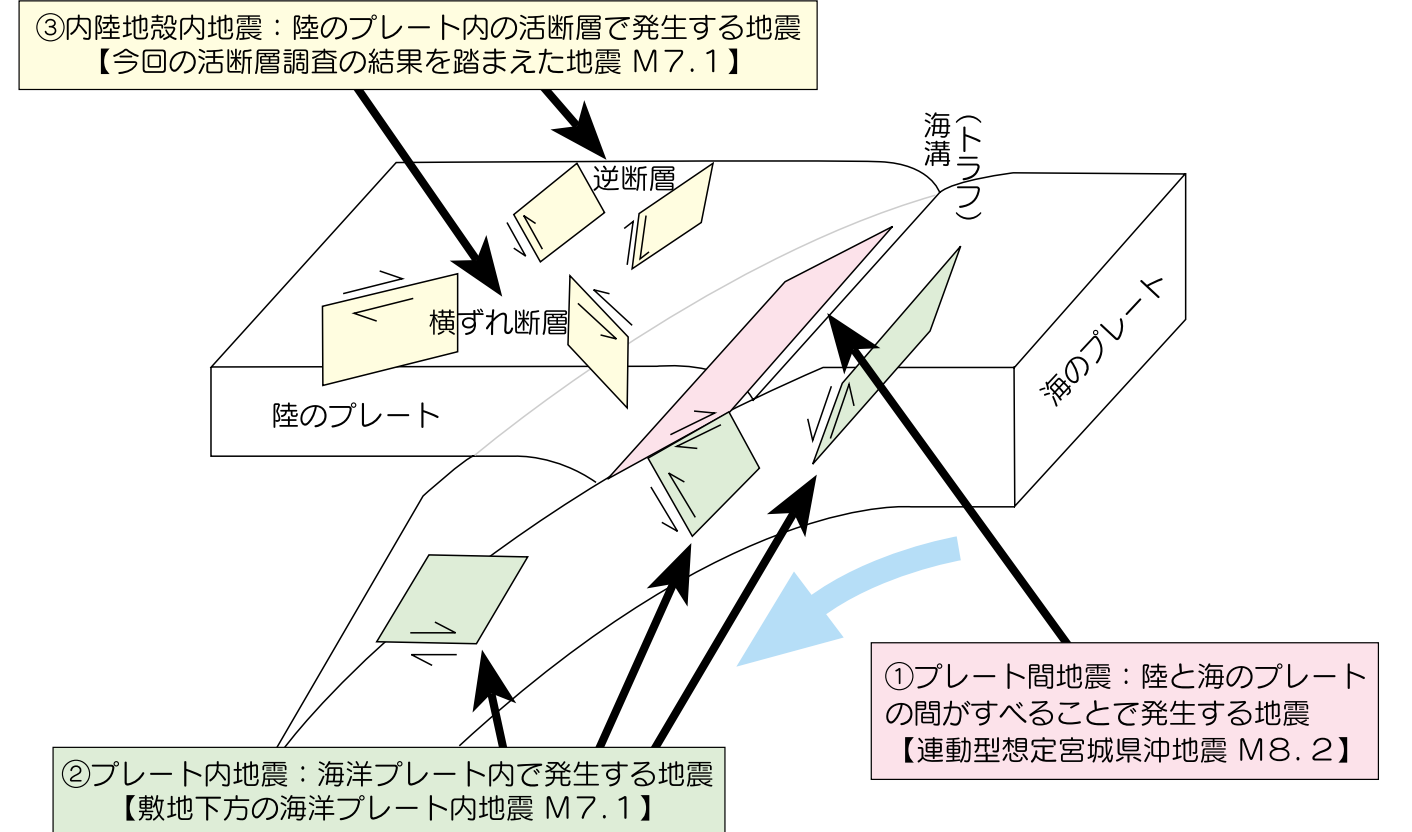 ③内陸地殻内地震：陸のプレート内の活断層で発生する地震
【今回の活断層調査の結果を踏まえた地震 Ｍ７.１】
海溝
（トラフ）
逆断層
横ずれ断層
陸のプレート
海のプレート
①プレート間地震：陸と海のプレート
の間がすべることで発生する地震
【連動型想定宮城県沖地震 Ｍ８.２】
②プレート内地震：海洋プレート内で発生する地震
【敷地下方の海洋プレート内地震 Ｍ７.１】